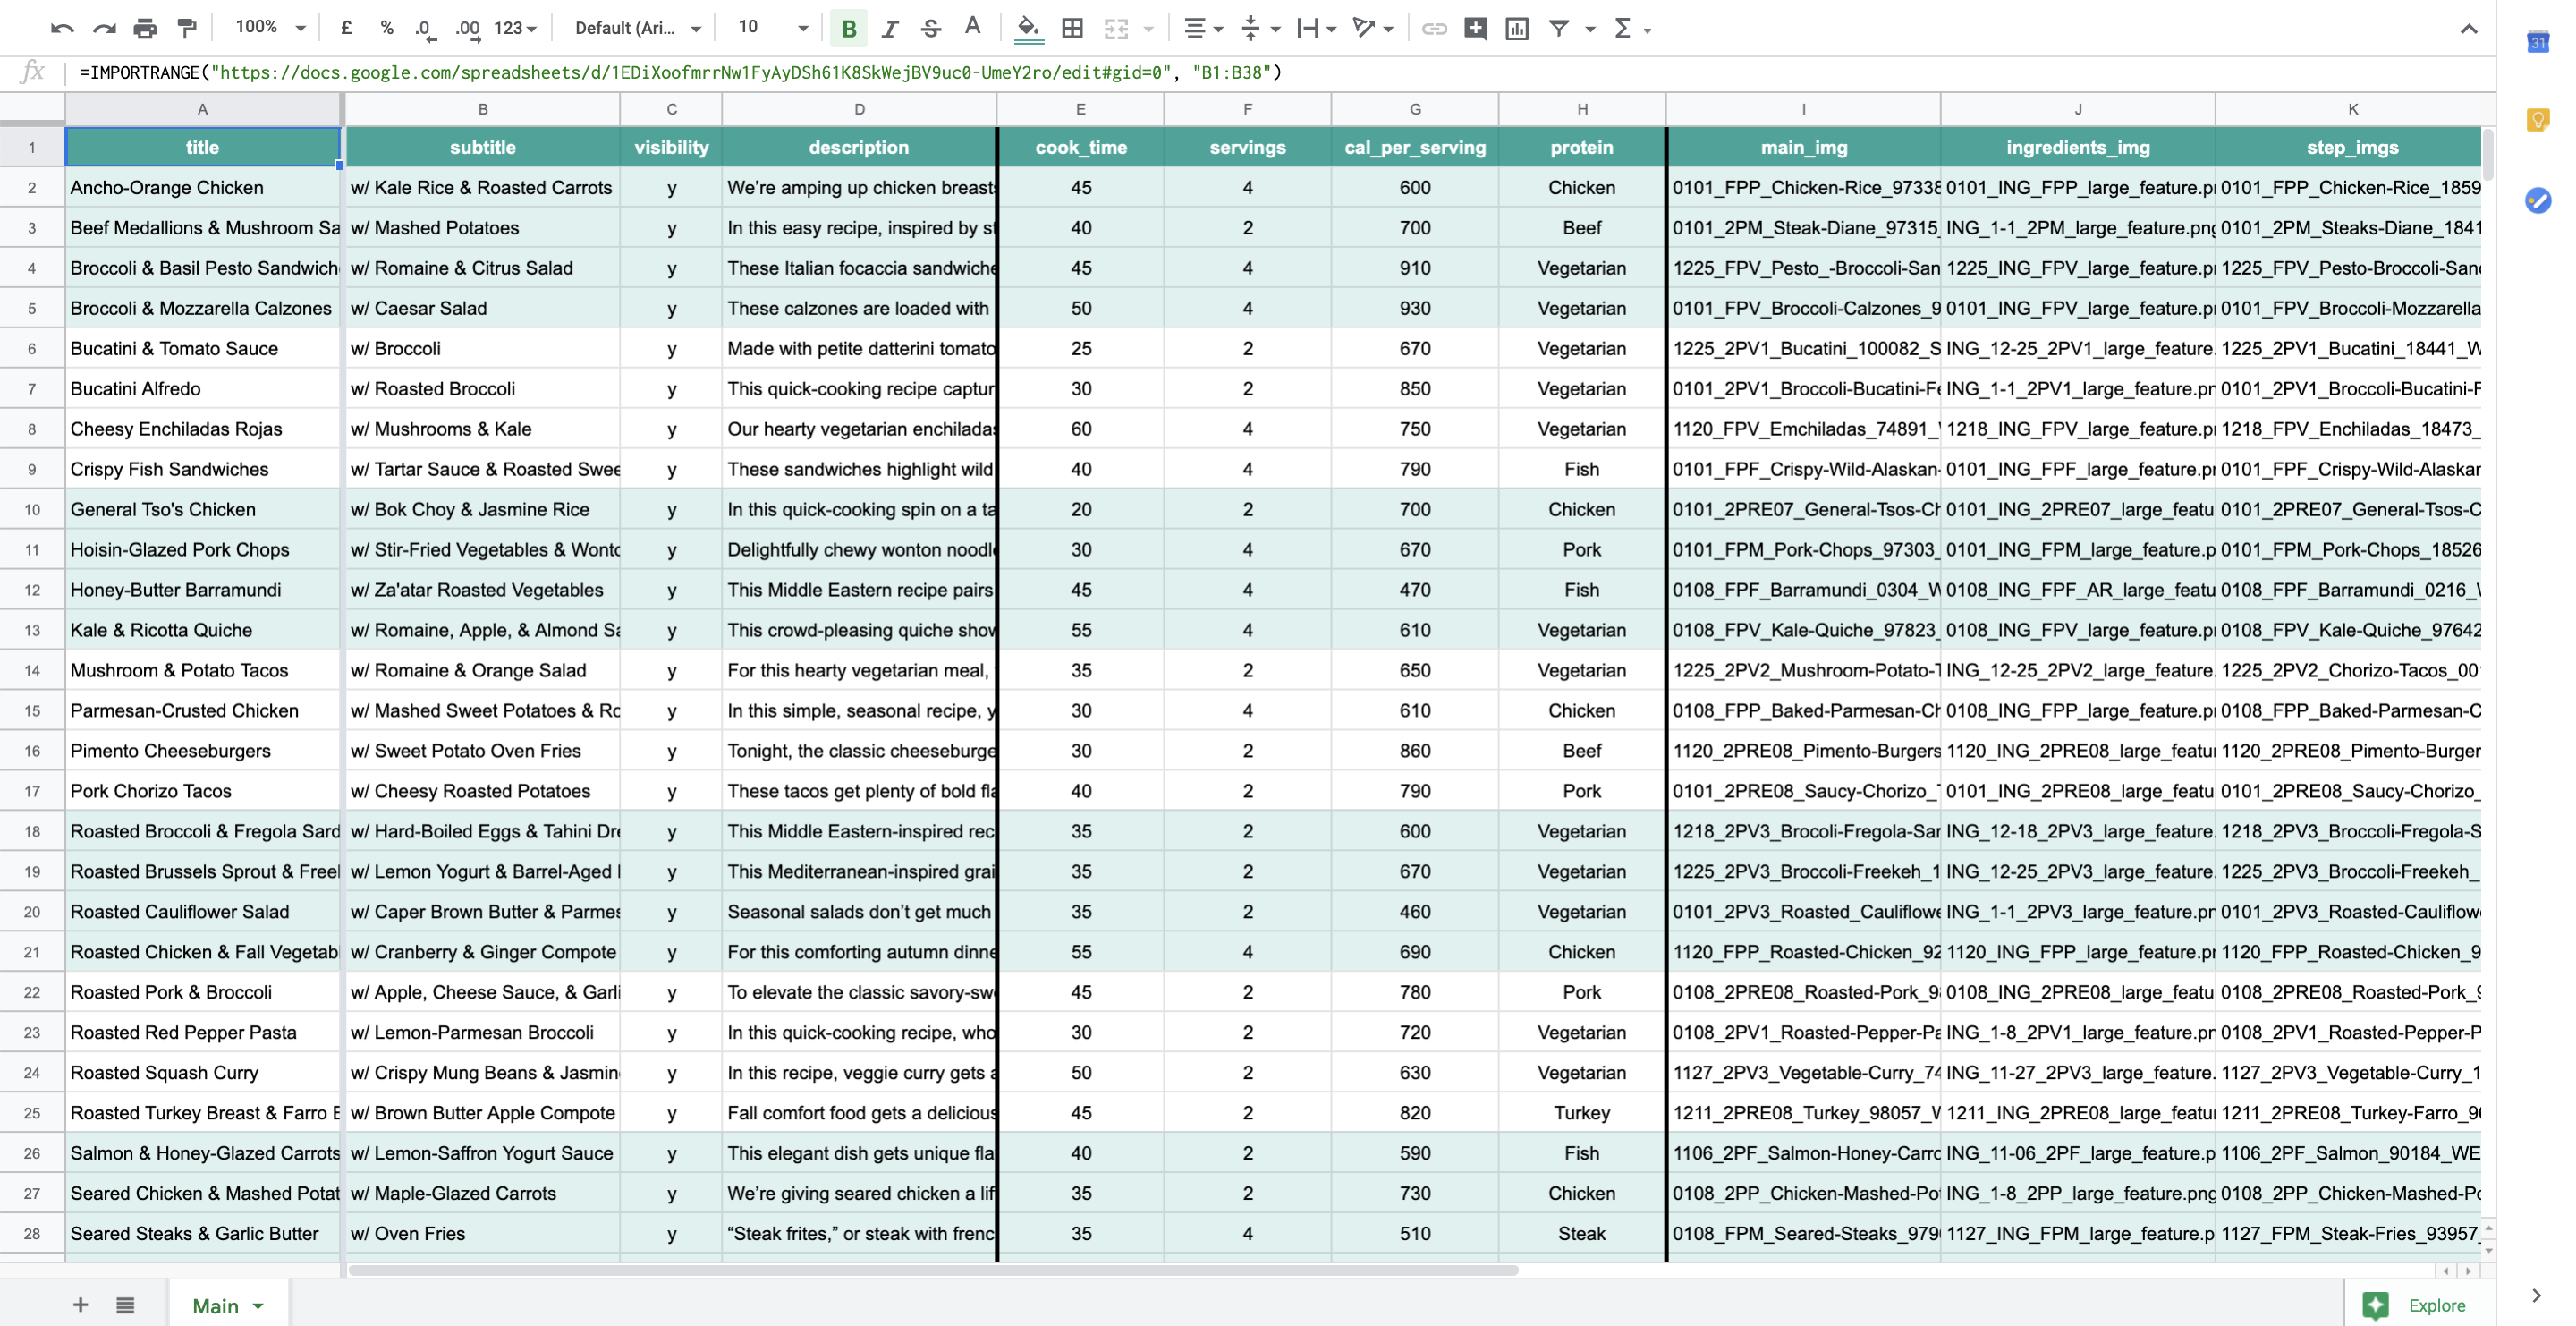 100% £ % .0 .00 123 Default (Ari... 10 B I S A Σ
fx =IMPORTRANGE("https://docs.google.com/spreadsheets/d/1EDiXoofmrrNw1FyAyDSh61K8SkWejBV9uc0-UmeY2ro/edit#gid=0", "B1:B38")
31
A B C D E F G H I J K
1 title subtitle visibility description cook_time servings cal_per_serving protein main_img ingredients_img step_imgs
2 Ancho-Orange Chicken w/ Kale Rice & Roasted Carrots y We’re amping up chicken breast 45 4 600 Chicken 0101_FPP_Chicken-Rice_97338 0101_ING_FPP_large_feature.p 0101_FPP_Chicken-Rice_1859
3 Beef Medallions & Mushroom Sa w/ Mashed Potatoes y In this easy recipe, inspired by s 40 2 700 Beef 0101_2PM_Steak-Diane_97315_ ING_1-1_2PM_large_feature.png 0101_2PM_Steaks-Diane_1841
4 Broccoli & Basil Pesto Sandwich w/ Romaine & Citrus Salad y These Italian focaccia sandwiche 45 4 910 Vegetarian 1225_FPV_Pesto_-Broccoli-San 1225_ING_FPV_large_feature.p 1225_FPV_Pesto-Broccoli-San
5 Broccoli & Mozzarella Calzones w/ Caesar Salad y These calzones are loaded with 50 4 930 Vegetarian 0101_FPV_Broccoli-Calzones_9 0101_ING_FPV_large_feature.p 0101_FPV_Broccoli-Mozzarella
6 Bucatini & Tomato Sauce w/ Broccoli y Made with petite datterini tomato 25 2 670 Vegetarian 1225_2PV1_Bucatini_100082_S ING_12-25_2PV1_large_feature. 1225_2PV1_Bucatini_18441_W
7 Bucatini Alfredo w/ Roasted Broccoli y This quick-cooking recipe captur 30 2 850 Vegetarian 0101_2PV1_Broccoli-Bucatini-Fe ING_1-1_2PV1_large_feature.pr 0101_2PV1_Broccoli-Bucatini-F
8 Cheesy Enchiladas Rojas w/ Mushrooms & Kale y Our hearty vegetarian enchiladas 60 4 750 Vegetarian 1120_FPV_Emchiladas_74891_ 1218_ING_FPV_large_feature.p 1218_FPV_Enchiladas_18473_
9 Crispy Fish Sandwiches w/ Tartar Sauce & Roasted Swee y These sandwiches highlight wild 40 4 790 Fish 0101_FPF_Crispy-Wild-Alaskan- 0101_ING_FPF_large_feature.p 0101_FPF_Crispy-Wild-Alaskan
10 General Tso's Chicken w/ Bok Choy & Jasmine Rice y In this quick-cooking spin on a ta 20 2 700 Chicken 0101_2PRE07_General-Tsos-Ch 0101_ING_2PRE07_large_featu 0101_2PRE07_General-Tsos-C
11 Hoisin-Glazed Pork Chops w/ Stir-Fried Vegetables & Wonto y Delightfully chewy wonton noodl 30 4 670 Pork 0101_FPM_Pork-Chops_97303_ 0101_ING_FPM_large_feature.p 0101_FPM_Pork-Chops_18526
12 Honey-Butter Barramundi w/ Za'atar Roasted Vegetables y This Middle Eastern recipe pairs 45 4 470 Fish 0108_FPF_Barramundi_0304_W 0108_ING_FPF_AR_large_featu 0108_FPF_Barramundi_0216_W
13 Kale & Ricotta Quiche w/ Romaine, Apple, & Almond Sa y This crowd-pleasing quiche show 55 4 610 Vegetarian 0108_FPV_Kale-Quiche_97823_ 0108_ING_FPV_large_feature.p 0108_FPV_Kale-Quiche_97642
14 Mushroom & Potato Tacos w/ Romaine & Orange Salad y For this hearty vegetarian meal, 35 2 650 Vegetarian 1225_2PV2_Mushroom-Potato-T ING_12-25_2PV2_large_feature. 1225_2PV2_Chorizo-Tacos_00
15 Parmesan-Crusted Chicken w/ Mashed Sweet Potatoes & Ro y In this simple, seasonal recipe, y 30 4 610 Chicken 0108_FPP_Baked-Parmesan-Ch 0108_ING_FPP_large_feature.p 0108_FPP_Baked-Parmesan-C
16 Pimento Cheeseburgers w/ Sweet Potato Oven Fries y Tonight, the classic cheeseburge 30 2 860 Beef 1120_2PRE08_Pimento-Burgers 1120_ING_2PRE08_large_featu 1120_2PRE08_Pimento-Burger
17 Pork Chorizo Tacos w/ Cheesy Roasted Potatoes y These tacos get plenty of bold fla 40 2 790 Pork 0101_2PRE08_Saucy-Chorizo_ 0101_ING_2PRE08_large_featu 0101_2PRE08_Saucy-Chorizo_
18 Roasted Broccoli & Fregola Sard w/ Hard-Boiled Eggs & Tahini Dre y This Middle Eastern-inspired rec 35 2 600 Vegetarian 1218_2PV3_Brocoli-Fregola-Sar ING_12-18_2PV3_large_feature. 1218_2PV3_Broccoli-Fregola-S
19 Roasted Brussels Sprout & Freek w/ Lemon Yogurt & Barrel-Aged y This Mediterranean-inspired grai 35 2 670 Vegetarian 1225_2PV3_Broccoli-Freekeh_1 ING_12-25_2PV3_large_feature. 1225_2PV3_Broccoli-Freekeh_
20 Roasted Cauliflower Salad w/ Caper Brown Butter & Parmes y Seasonal salads don’t get much 35 2 460 Vegetarian 0101_2PV3_Roasted_Cauliflowe ING_1-1_2PV3_large_feature.pr 0101_2PV3_Roasted-Cauliflow
21 Roasted Chicken & Fall Vegetab w/ Cranberry & Ginger Compote y For this comforting autumn dinne 55 4 690 Chicken 1120_FPP_Roasted-Chicken_92 1120_ING_FPP_large_feature.p 1120_FPP_Roasted-Chicken_9
22 Roasted Pork & Broccoli w/ Apple, Cheese Sauce, & Garli y To elevate the classic savory-sw 45 2 780 Pork 0108_2PRE08_Roasted-Pork_9 0108_ING_2PRE08_large_featu 0108_2PRE08_Roasted-Pork_9
23 Roasted Red Pepper Pasta w/ Lemon-Parmesan Broccoli y In this quick-cooking recipe, who 30 2 720 Vegetarian 0108_2PV1_Roasted-Pepper-Pa ING_1-8_2PV1_large_feature.pr 0108_2PV1_Roasted-Pepper-P
24 Roasted Squash Curry w/ Crispy Mung Beans & Jasmin y In this recipe, veggie curry gets a 50 2 630 Vegetarian 1127_2PV3_Vegetable-Curry_74 ING_11-27_2PV3_large_feature. 1127_2PV3_Vegetable-Curry_1
25 Roasted Turkey Breast & Farro w/ Brown Butter Apple Compote y Fall comfort food gets a delicious 45 2 820 Turkey 1211_2PRE08_Turkey_98057_W 1211_ING_2PRE08_large_featu 1211_2PRE08_Turkey-Farro_9
26 Salmon & Honey-Glazed Carrots w/ Lemon-Saffron Yogurt Sauce y This elegant dish gets unique fla 40 2 590 Fish 1106_2PF_Salmon-Honey-Carro ING_11-06_2PF_large_feature.p 1106_2PF_Salmon_90184_WE
27 Seared Chicken & Mashed Potat w/ Maple-Glazed Carrots y We’re giving seared chicken a lif 35 2 730 Chicken 0108_2PP_Chicken-Mashed-Pot ING_1-8_2PP_large_feature.png 0108_2PP_Chicken-Mashed-Po
28 Seared Steaks & Garlic Butter w/ Oven Fries y “Steak frites,” or steak with frenc 35 4 510 Steak 0108_FPM_Seared-Steaks_979 1127_ING_FPM_large_feature.p 1127_FPM_Steak-Fries_93957_
Main Explore